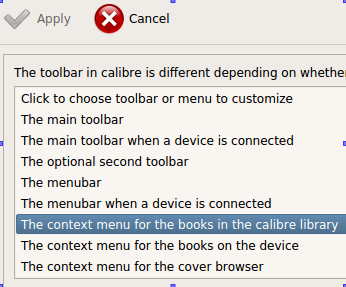 Apply Cancel
The toolbar in calibre is different depending on whethe
Click to choose toolbar or menu to customize
The main toolbar
The main toolbar when a device is connected
The optional second toolbar
The menubar
The menubar when a device is connected
The context menu for the books in the calibre library
The context menu for the books on the device
The context menu for the cover browser